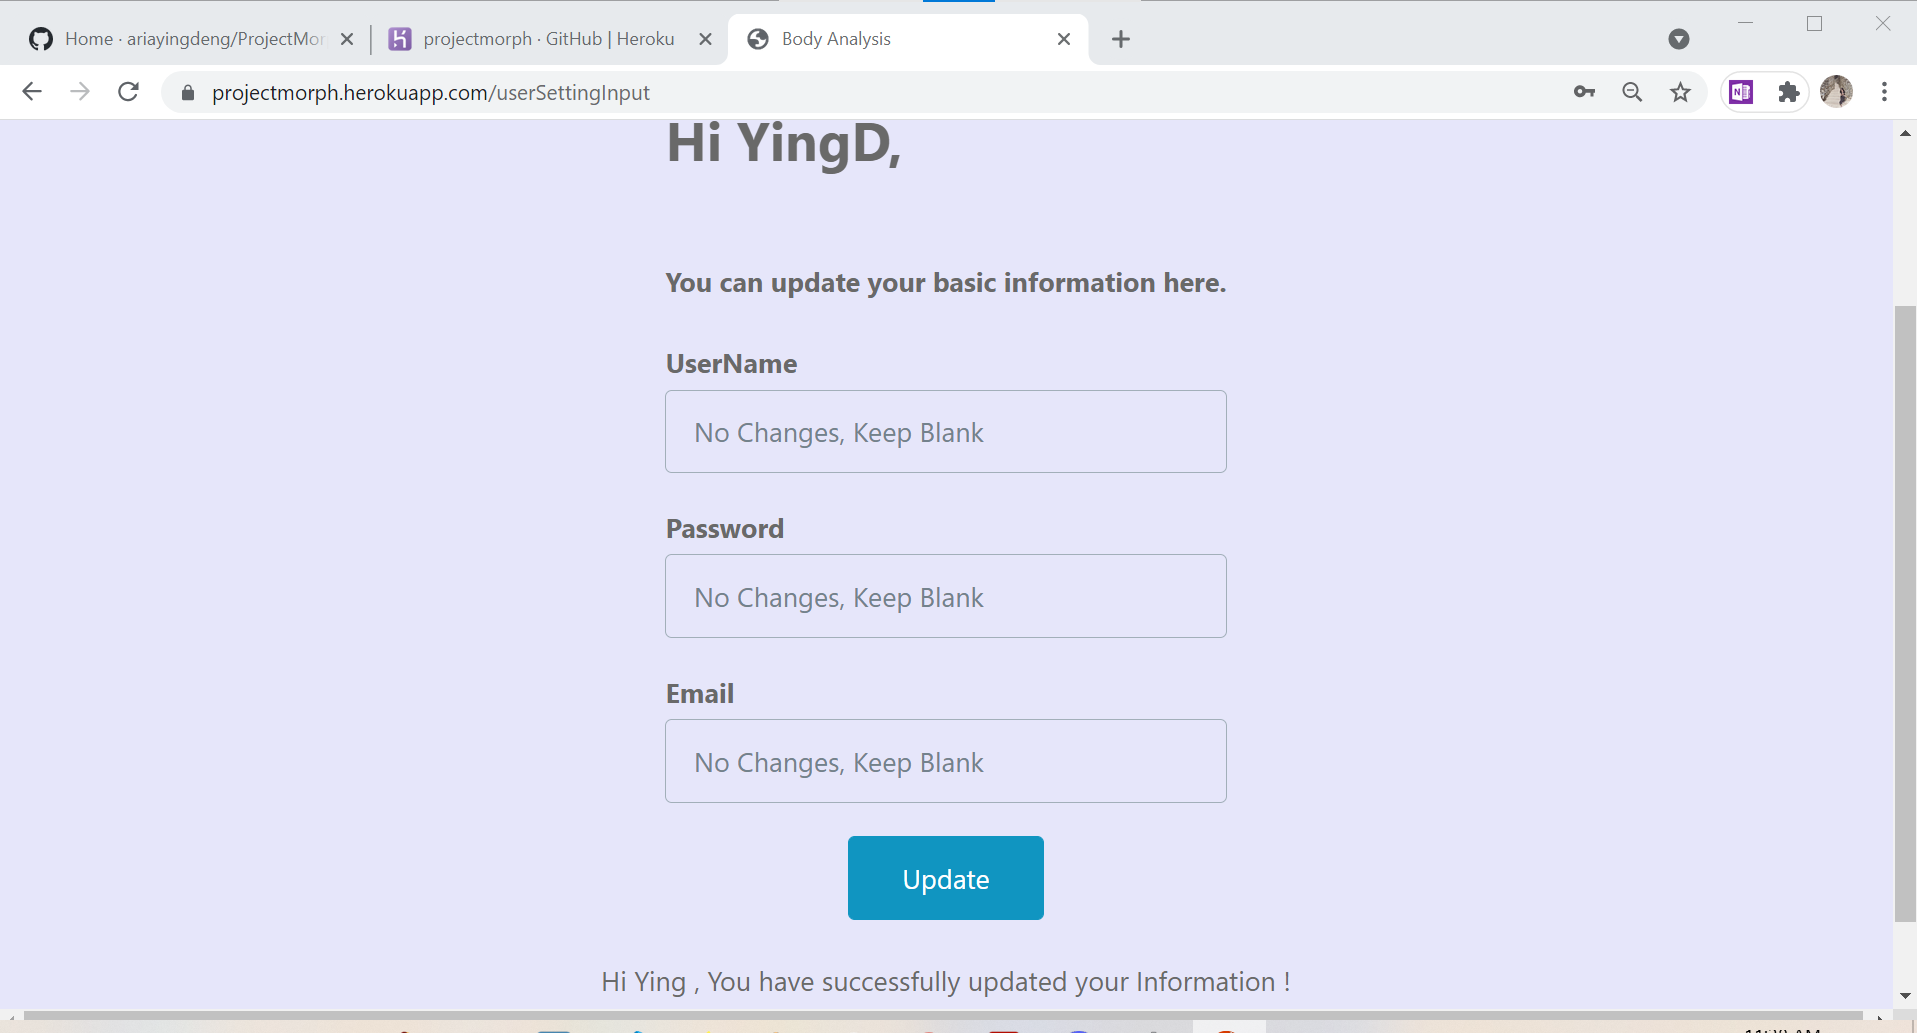 Home · ariayingdeng/ProjectMor
projectmorph · GitHub | Heroku
Body Analysis
projectmorph.herokuapp.com/userSettingInput
Hi YingD,
You can update your basic information here.
UserName
No Changes, Keep Blank
Password
No Changes, Keep Blank
Email
No Changes, Keep Blank
Update
Hi Ying , You have successfully updated your Information !